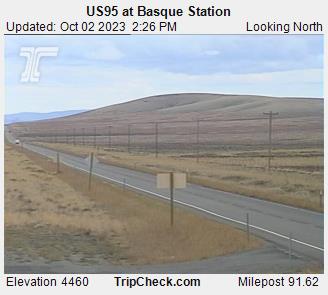 US95 at Basque Station
Updated: Oct 02 2023 2:26 PM Looking North
Elevation 4460 TripCheck.com Milepost 91.62